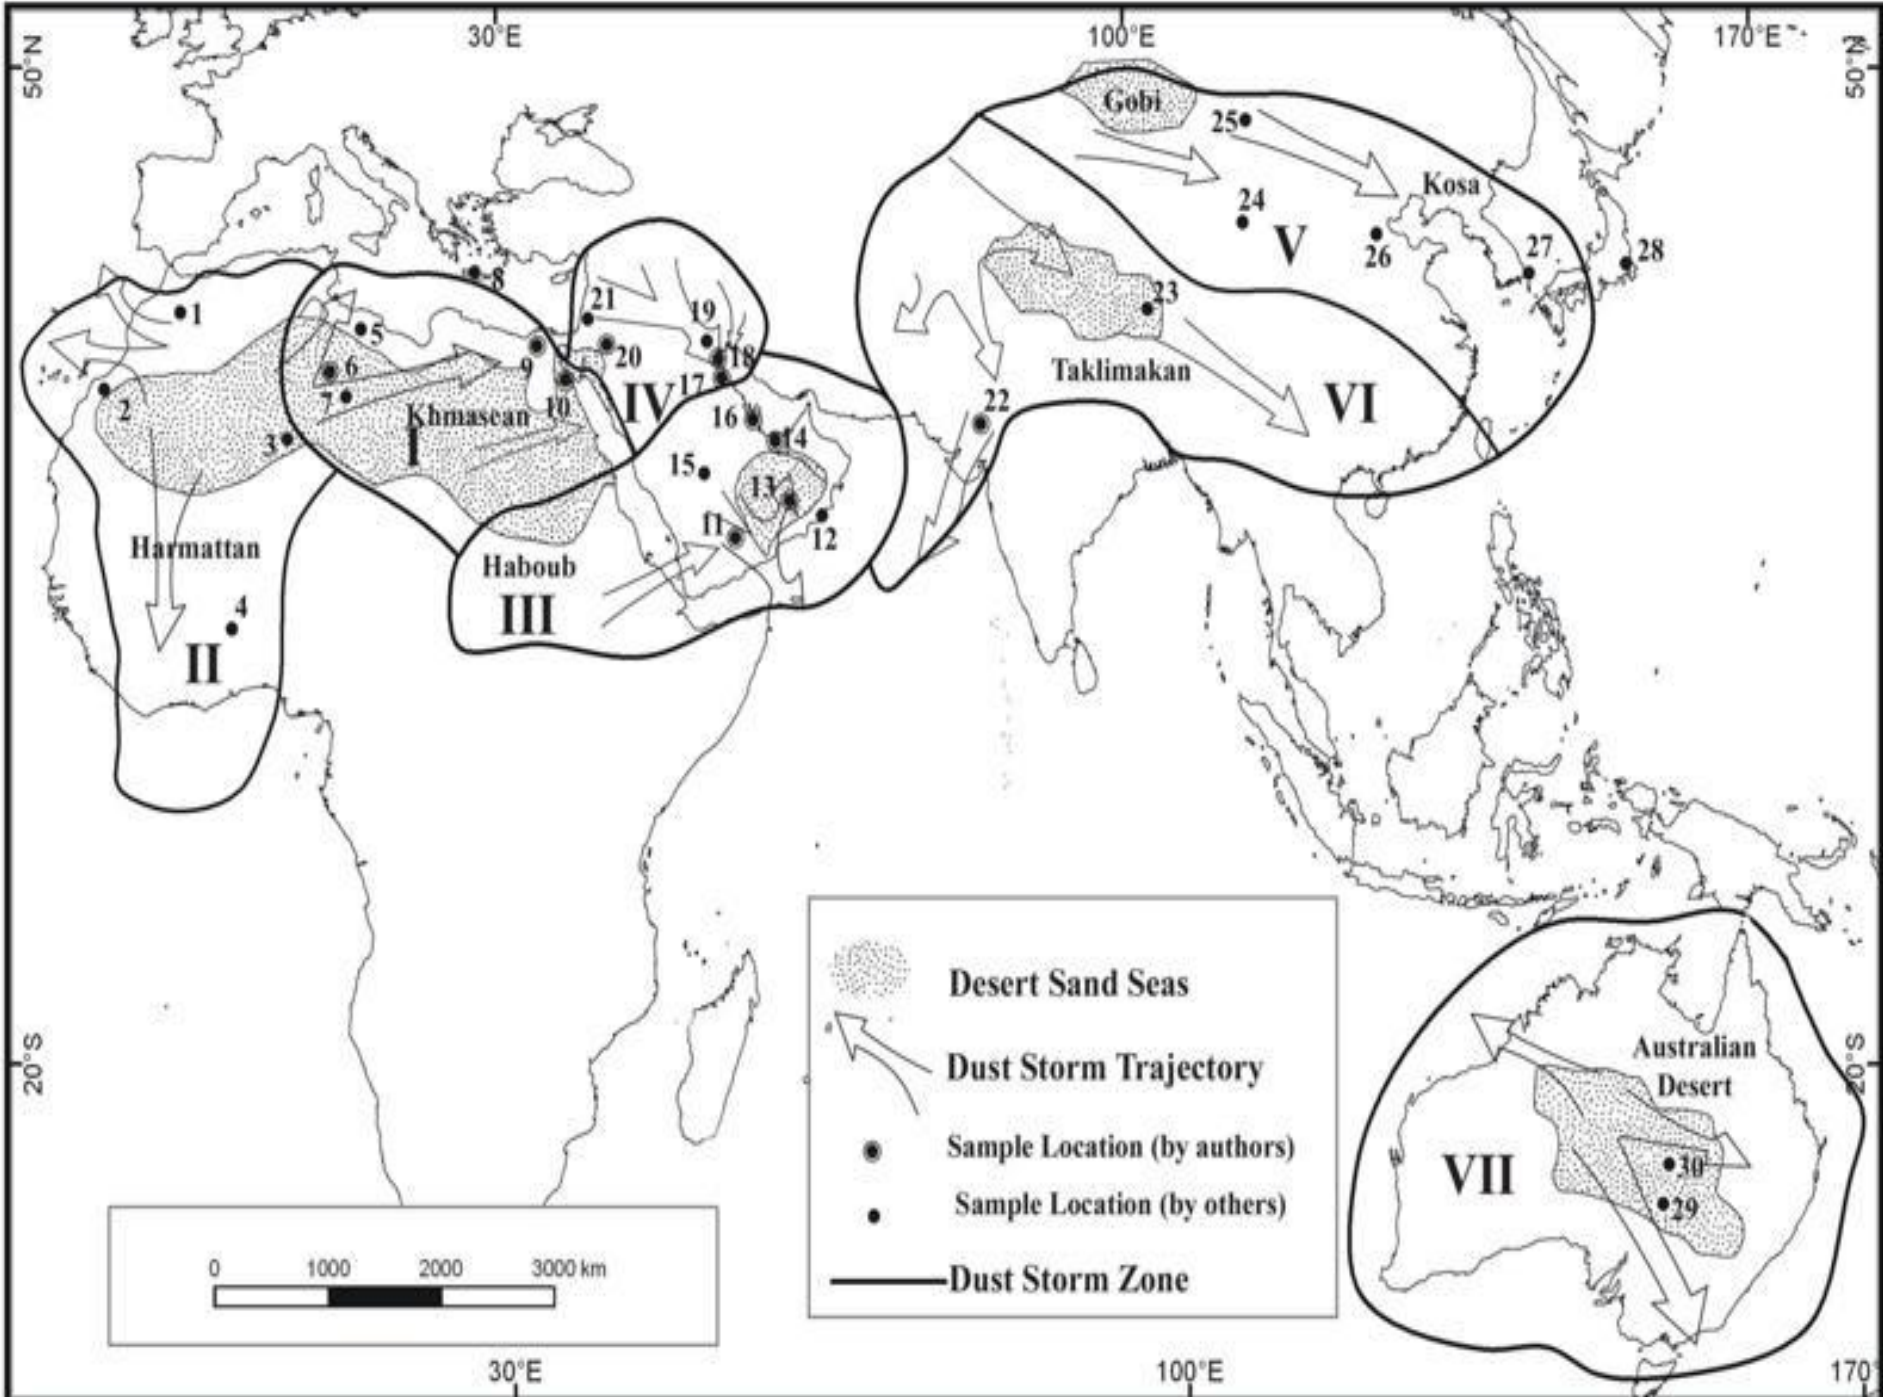 30°E
100°E
170°E
50°N
50°N
Gobi
25
Kosa
24
V
26
27
28
8
21
19
1
5
23
20
18
9
6
Taklimakan
17
2
7
10
IV
VI
22
Khmasean
16
I
3
14
15
13
11
12
Harmattan
Haboub
III
4
II
Desert Sand Seas
20°S
20°S
Australian
Desert
Dust Storm Trajectory
Sample Location (by authors)
30
VII
Sample Location (by others)
29
0 1000 2000 3000 km
Dust Storm Zone
30°E
100°E
170°